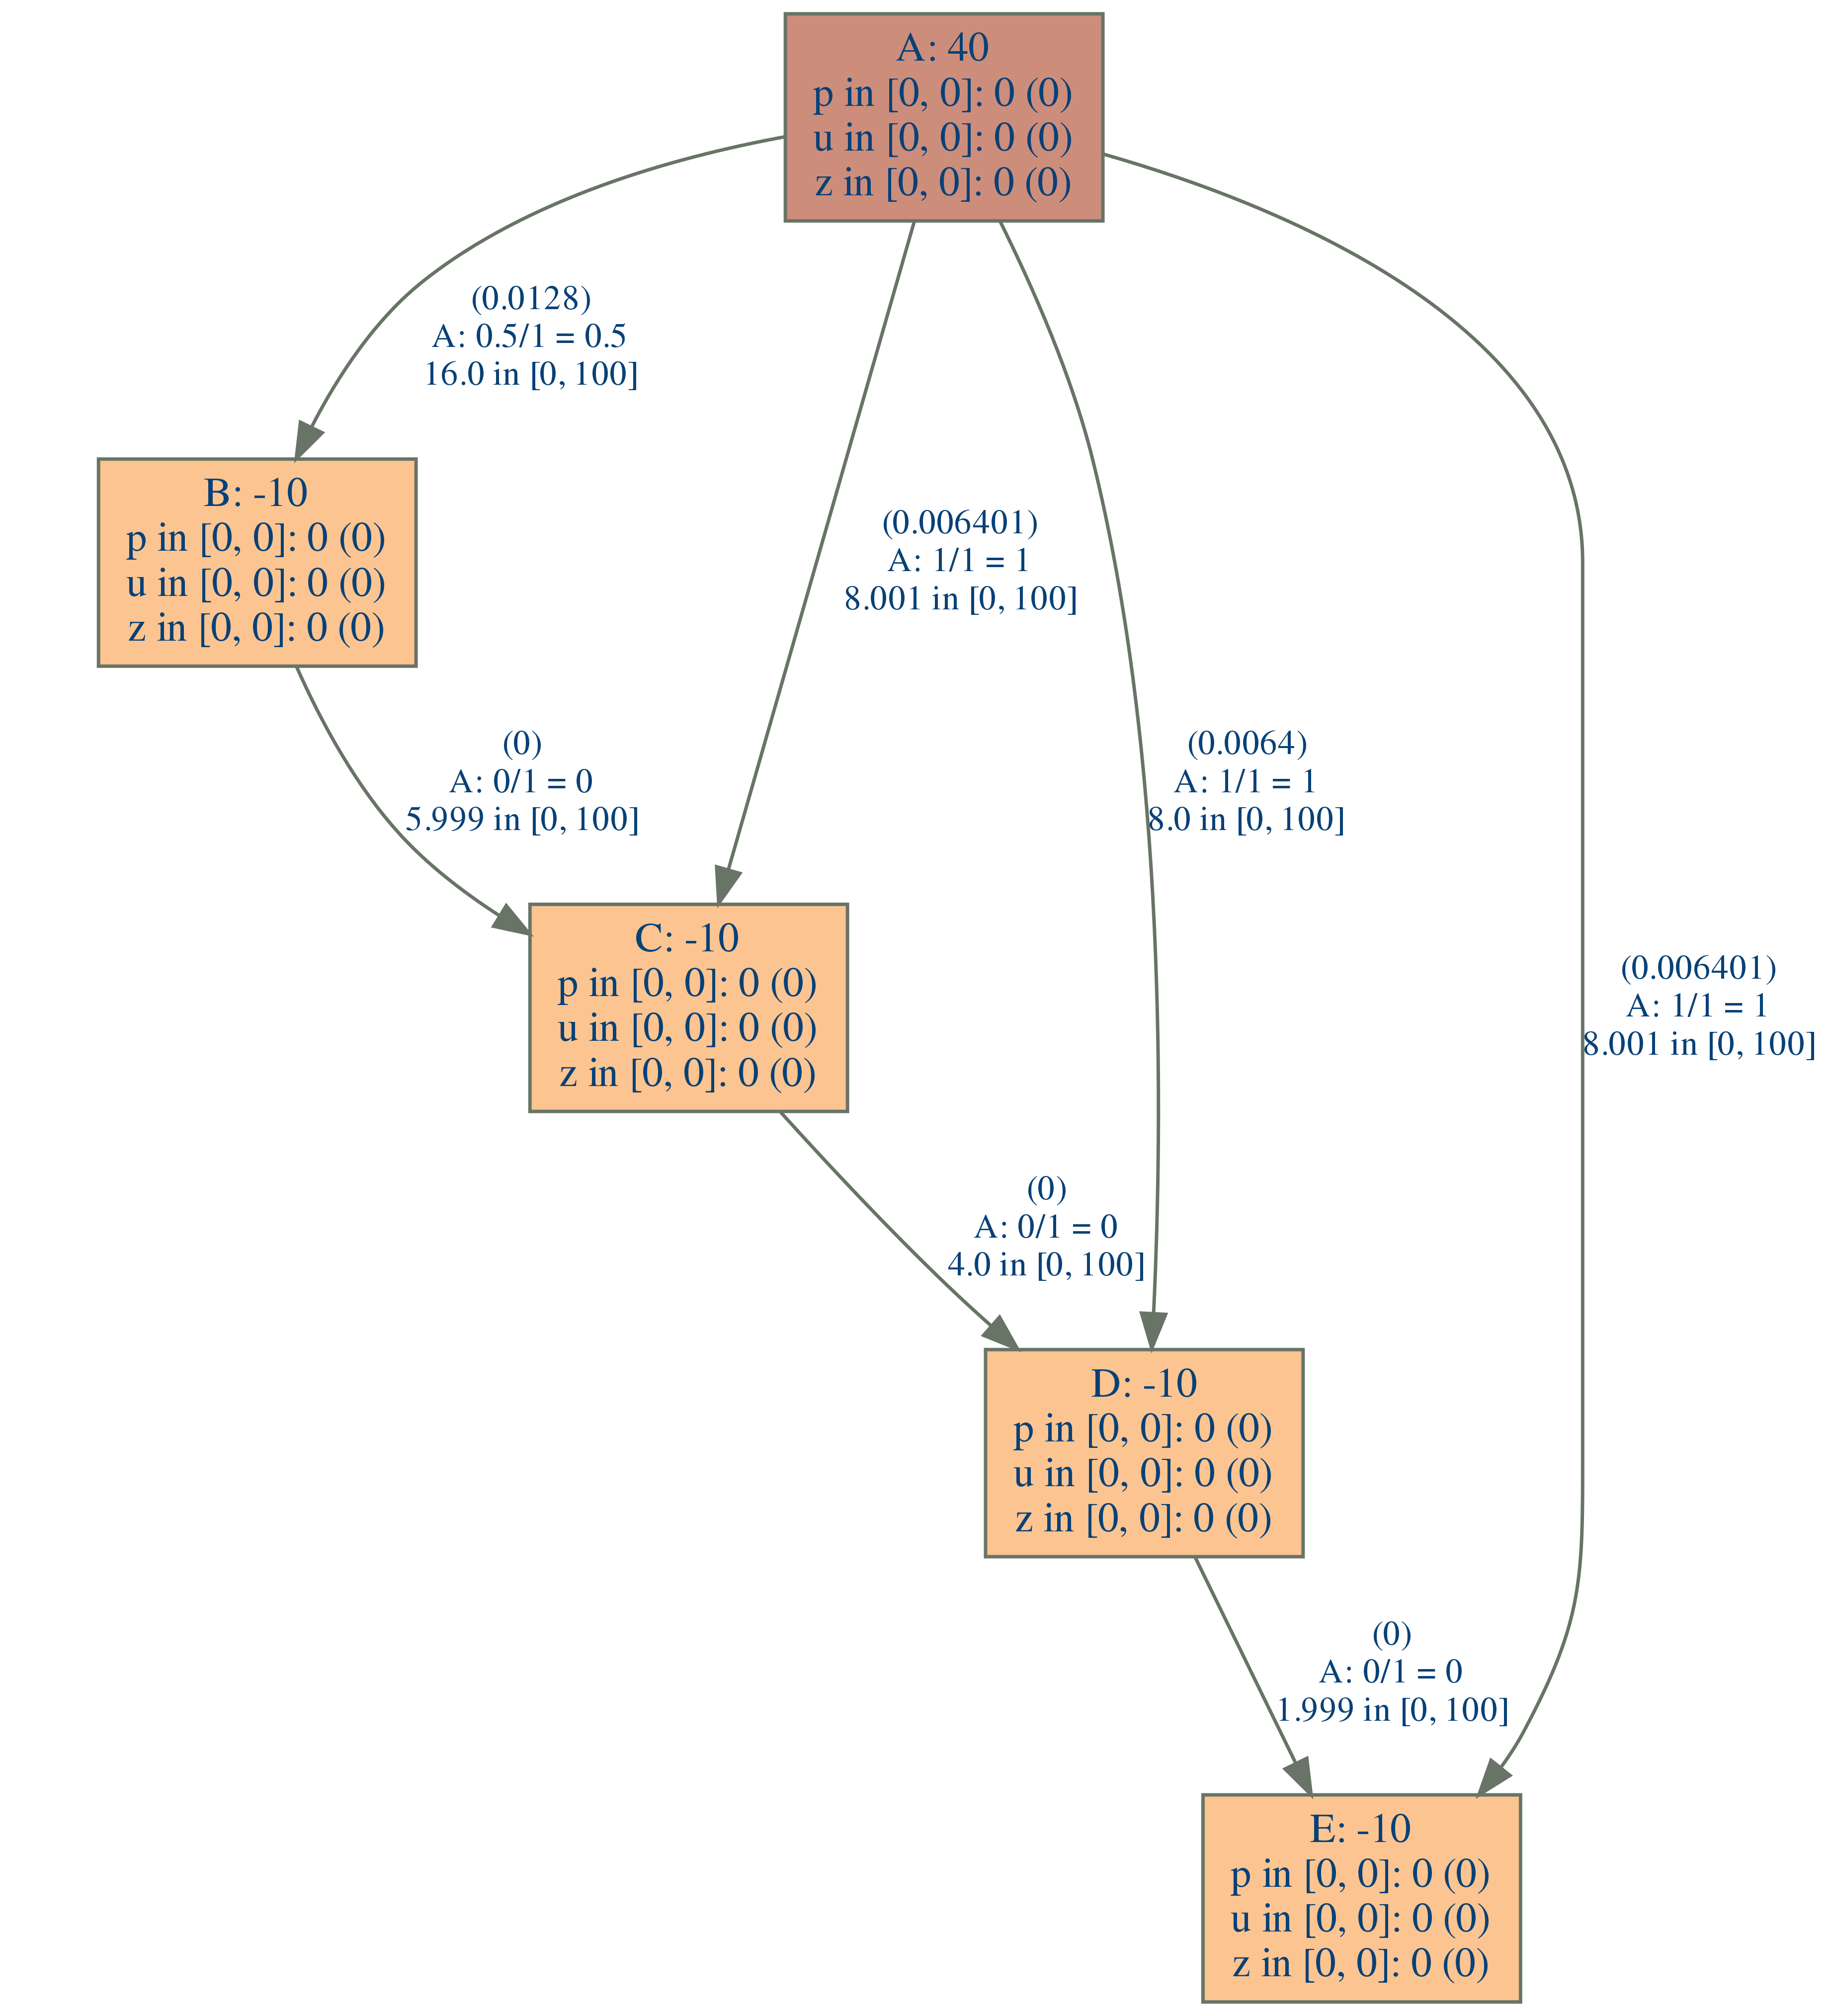 A: 40
p in [0, 0]: 0 (0)
u in [0, 0]: 0 (0)
z in [0, 0]: 0 (0)
(0.0128)
A: 0.5/1 = 0.5
16.0 in [0, 100]
B: -10
p in [0, 0]: 0 (0)
u in [0, 0]: 0 (0)
z in [0, 0]: 0 (0)
(0.006401)
A: 1/1 = 1
8.001 in [0, 100]
(0)
A: 0/1 = 0
5.999 in [0, 100]
(0.0064)
A: 1/1 = 1
8.0 in [0, 100]
C: -10
p in [0, 0]: 0 (0)
u in [0, 0]: 0 (0)
z in [0, 0]: 0 (0)
(0.006401)
A: 1/1 = 1
8.001 in [0, 100]
(0)
A: 0/1 = 0
4.0 in [0, 100]
D: -10
p in [0, 0]: 0 (0)
u in [0, 0]: 0 (0)
z in [0, 0]: 0 (0)
(0)
A: 0/1 = 0
1.999 in [0, 100]
E: -10
p in [0, 0]: 0 (0)
u in [0, 0]: 0 (0)
z in [0, 0]: 0 (0)